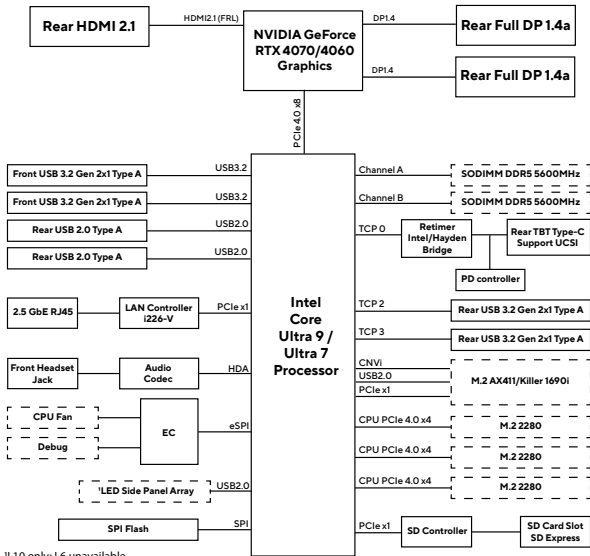 Rear HDMI 2.1
HDMI2.1 (FRL)
NVIDIA GeForce
RTX 4070/4060
Graphics
DP1.4
Rear Full DP 1.4a
DP1.4
Rear Full DP 1.4a
PCIe 4.0 x8
Front USB 3.2 Gen 2x1 Type A
USB3.2
Front USB 3.2 Gen 2x1 Type A
USB3.2
Rear USB 2.0 Type A
USB2.0
Rear USB 2.0 Type A
USB2.0
2.5 GbE RJ45
LAN Controller
i226-V
PCIe x1
Front Headset
Jack
Audio
Codec
HDA
CPU Fan
Debug
EC
eSPI
¹LED Side Panel Array
USB2.0
SPI Flash
SPI
Intel
Core
Ultra 9 /
Ultra 7
Processor
Channel A
SODIMM DDR5 5600MHz
Channel B
SODIMM DDR5 5600MHz
TCP 0
Retimer
Intel/Hayden
Bridge
Rear TBT Type-C
Support UCSI
PD controller
TCP 2
Rear USB 3.2 Gen 2x1 Type A
TCP 3
Rear USB 3.2 Gen 2x1 Type A
CNVi
USB2.0
PCIe x1
M.2 AX411/Killer 1690i
CPU PCIe 4.0 x4
M.2 2280
CPU PCIe 4.0 x4
M.2 2280
CPU PCIe 4.0 x4
M.2 2280
PCIe x1
SD Controller
SD Card Slot
SD Express
L10 only; L6 unavailable